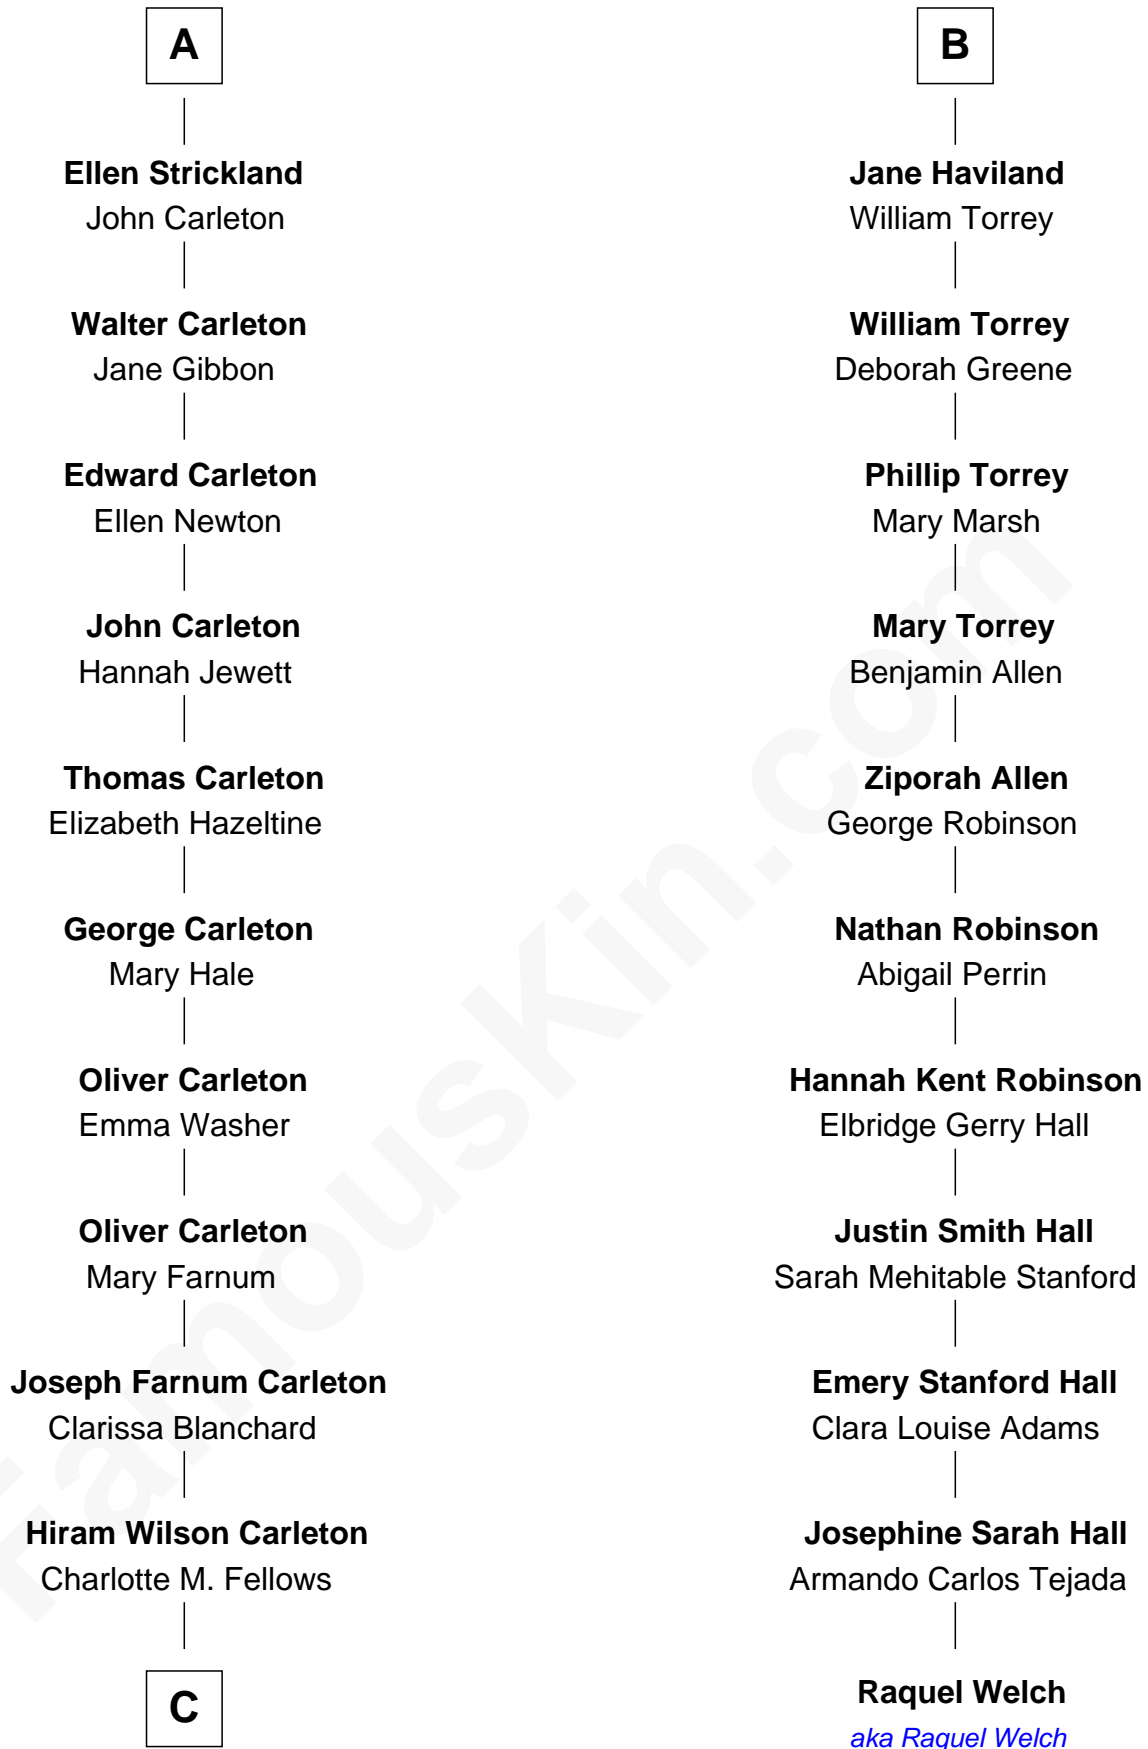 A
Ellen Strickland
John Carleton
Walter Carleton
Jane Gibbon
Edward Carleton
Ellen Newton
John Carleton
Hannah Jewett
Thomas Carleton
Elizabeth Hazeltine
George Carleton
Mary Hale
Oliver Carleton
Emma Washer
Oliver Carleton
Mary Farnum
Joseph Farnum Carleton
Clarissa Blanchard
Hiram Wilson Carleton
Charlotte M. Fellows
C
B
Jane Haviland
William Torrey
William Torrey
Deborah Greene
Phillip Torrey
Mary Marsh
Mary Torrey
Benjamin Allen
Ziporah Allen
George Robinson
Nathan Robinson
Abigail Perrin
Hannah Kent Robinson
Elbridge Gerry Hall
Justin Smith Hall
Sarah Mehitable Stanford
Emery Stanford Hall
Clara Louise Adams
Josephine Sarah Hall
Armando Carlos Tejada
Raquel Welch
aka Raquel Welch
FamousKin.com